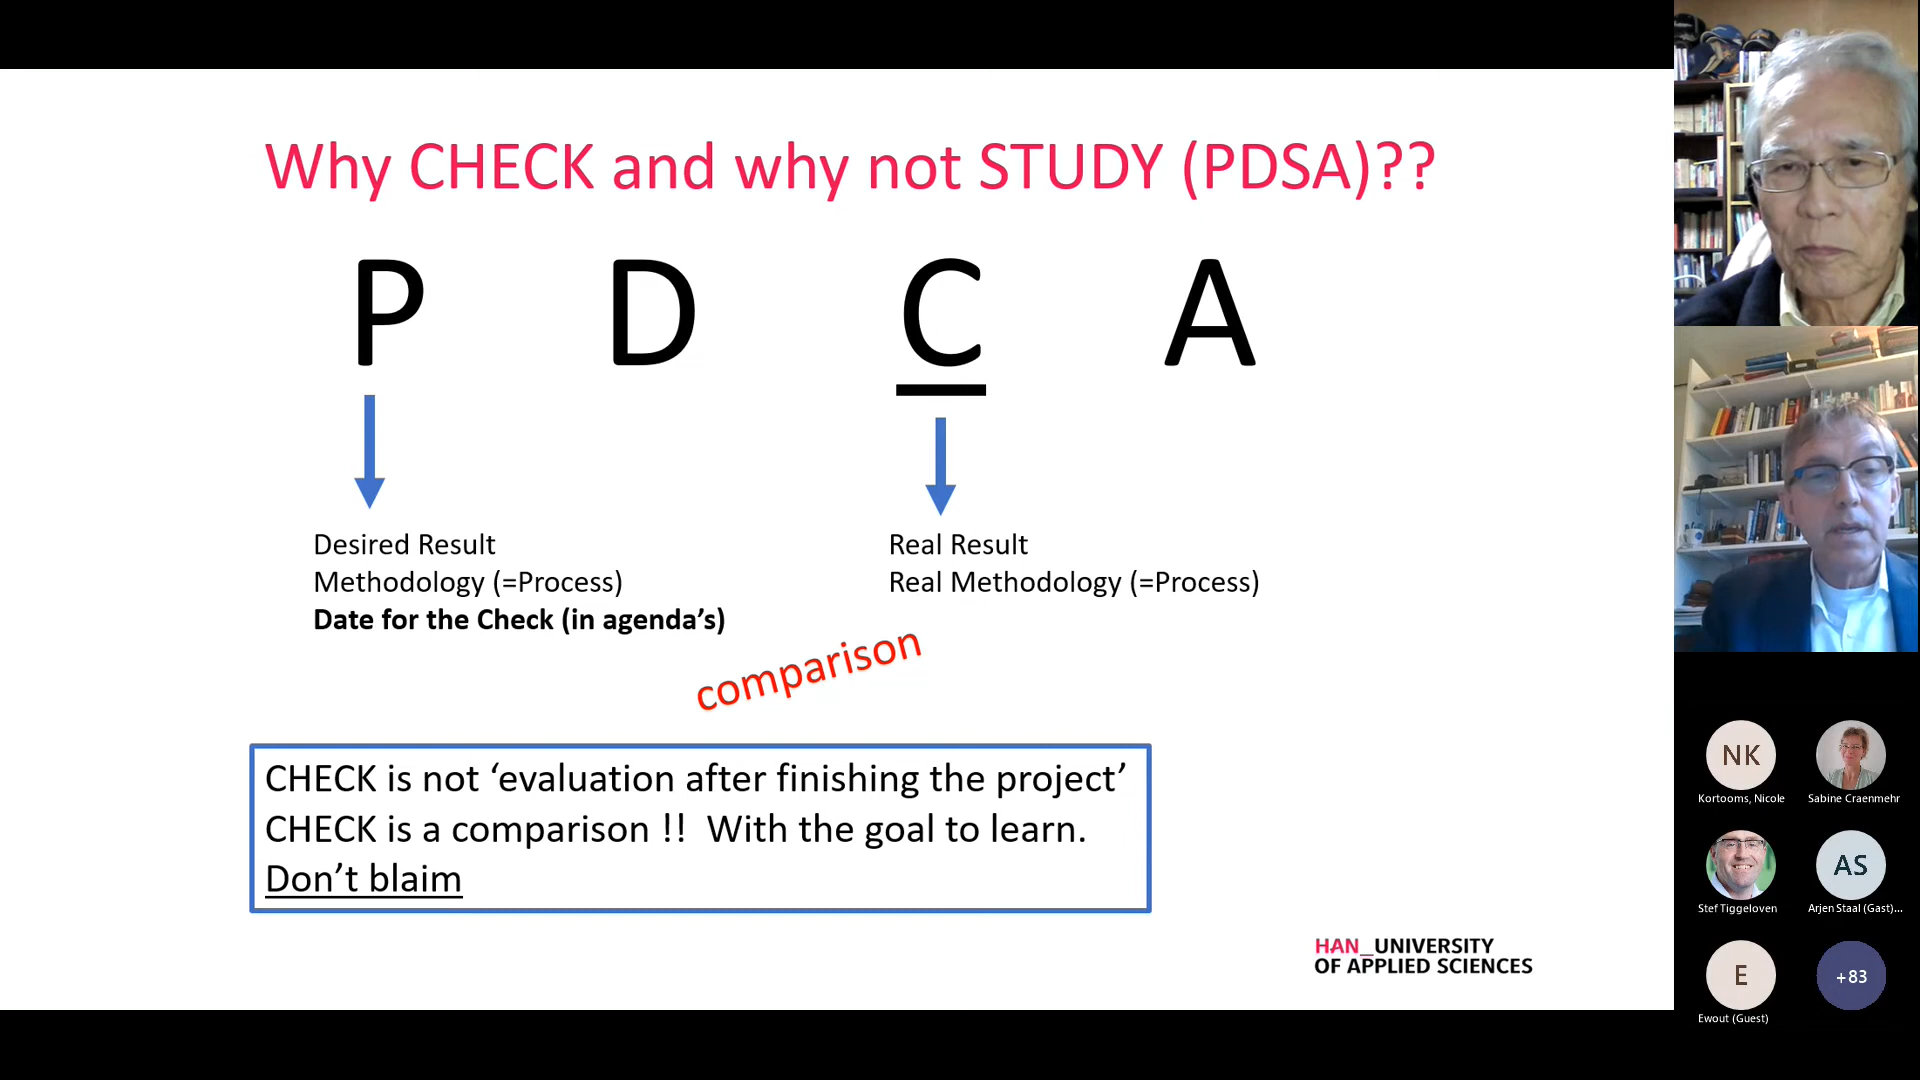 Why CHECK and why not STUDY (PDSA)??
P D C A
Desired Result
Methodology (=Process)
Date for the Check (in agenda's)
Real Result
Real Methodology (=Process)
comparison
CHECK is not ‘evaluation after finishing the project’
CHECK is a comparison !! With the goal to learn.
Don’t blaim
HAN_UNIVERSITY
OF APPLIED SCIENCES
NK
Kortooms, Nicole
Sabine Craenmehr
Stef Tiggeloven
AS
Arjen Staal (Gast)...
E
Ewout (Guest)
+83